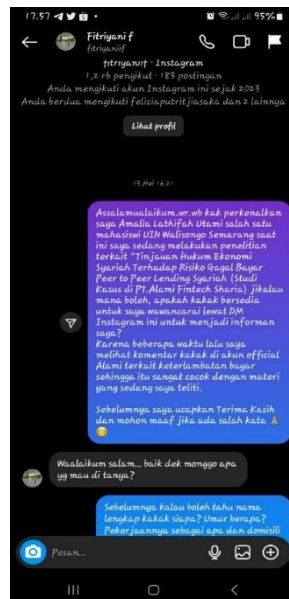 17.57
95%
Fitriyani f
fitriyaniif
fitriyaniif · Instagram
1,2 rb pengikut · 183 postingan
Anda mengikuti akun Instagram ini sejak 2023
Anda berdua mengikuti feliciaputritjiasaka dan 2 lainnya
Lihat profil
15 Mei 16.21
Assalamualaikum.wr.wb kak perkenalkan
saya Amalia Lathifah Utami salah satu
mahasiswi UIN Walisongo Semarang saat
ini saya sedang melakukan penelitian
terkait "Tinjauan Hukum Ekonomi
Syariah Terhadap Risiko Gagal Bayar
Peer to Peer Lending Syariah (Studi
Kasus di PT.Alami Fintech Sharia) jikalau
mana boleh, apakah kakak bersedia
untuk saya wawancarai lewat DM
Instagram ini untuk menjadi informan
saya?
Karena beberapa waktu lalu saya
melihat komentar kakak di akun official
Alami terkait keterlambatan bayar
sehingga itu sangat cocok dengan materi
yang sedang saya teliti.
Sebelumnya saya ucapkan Terima Kasih
dan mohon maaf jika ada salah kata
Waalaikum salam... baik dek monggo apa
yg mau di tanya?
Sebelumnya kalau boleh tahu nama
lengkap kakak siapa? Umur berapa?
Pekerjaannya sebagai apa dan domisili
Pesan...